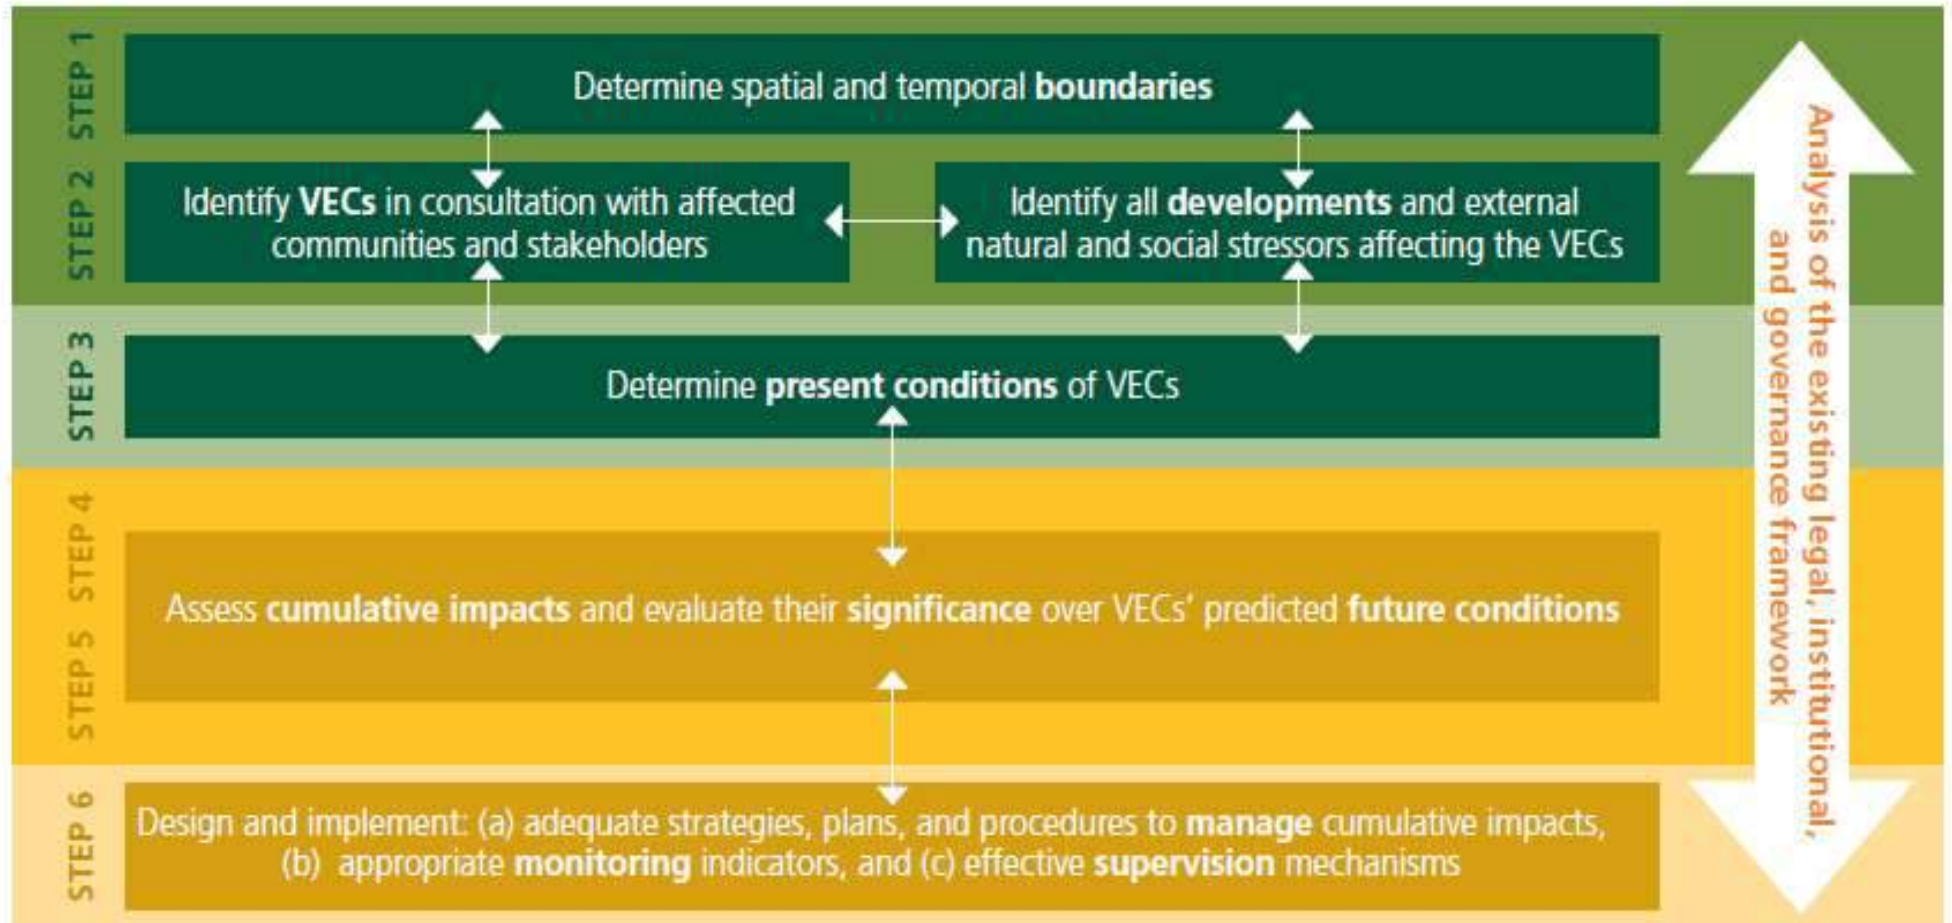 STEP 1
Determine spatial and temporal boundaries
STEP 2
Identify VECs in consultation with affected
communities and stakeholders
Identify all developments and external
natural and social stressors affecting the VECs
STEP 3
Determine present conditions of VECs
STEP 4
STEP 5
Assess cumulative impacts and evaluate their significance over VECs' predicted future conditions
STEP 6
Design and implement: (a) adequate strategies, plans, and procedures to manage cumulative impacts,
(b) appropriate monitoring indicators, and (c) effective supervision mechanisms
Analysis of the existing legal, institutional,
and governance framework